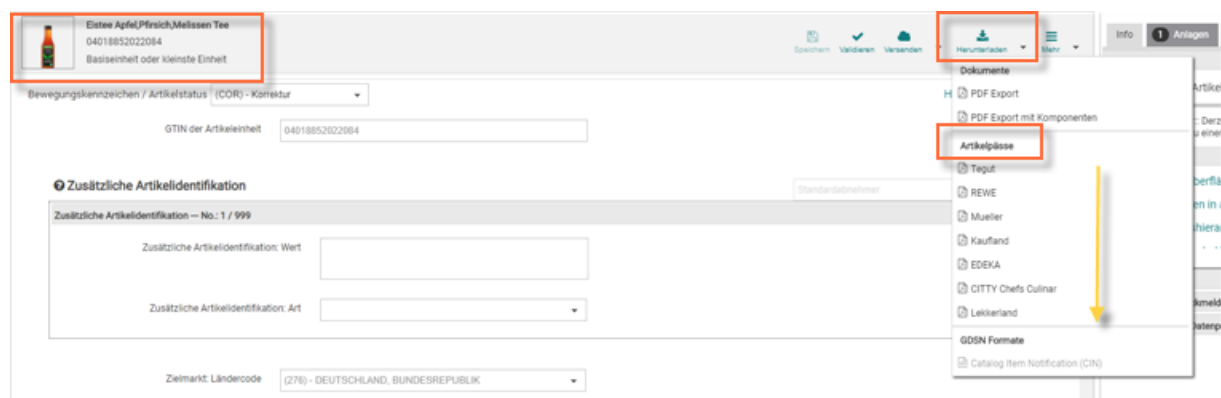 Eistee Apfel,Pfirsich,Melissen Tee
04018852022084
Basiseinheit oder kleinste Einheit
Speichern Validieren Versenden Herunterladen Mehr
Info 1 Anlagen
Bewegungskennzeichen / Artikelstatus (COR) - Korrektur
GTIN der Artikeleinheit 04018852022084
Zusätzliche Artikelidentifikation
Standardabnehmer
Zusätzliche Artikelidentifikation — No.: 1 / 999
Zusätzliche Artikelidentifikation: Wert
Zusätzliche Artikelidentifikation: Art
Zielmarkt: Ländercode (276) - DEUTSCHLAND, BUNDESREPUBLIK
Dokumente
PDF Export
PDF Export mit Komponenten
Artikelpässe
Tegut
REWE
Mueller
Kaufland
EDEKA
CITTY Chefs Culinar
Lekkerland
GDSN Formate
Catalog Item Notification (CIN)